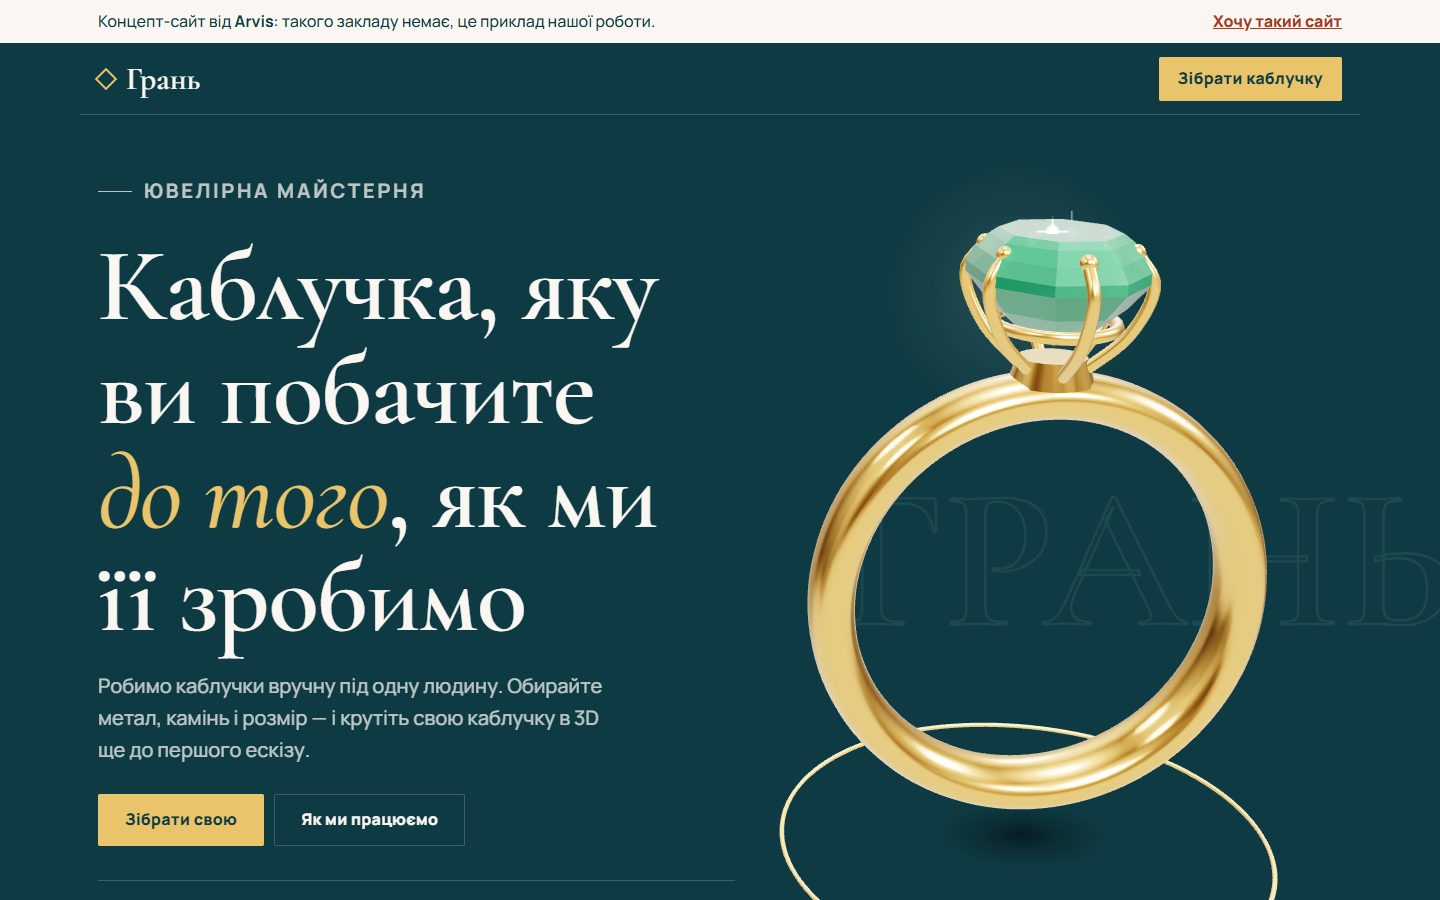 Концепт-сайт від Arvis: такого закладу немає, це приклад нашої роботи.
Хочу такий сайт
Грань
Зібрати каблучку
ЮВЕЛІРНА МАЙСТЕРНЯ
Каблучка, яку
ви побачите
до того, як ми
її зробимо
ГРАНЬ
Робимо каблучки вручну під одну людину. Обирайте
метал, камінь і розмір — і крутіть свою каблучку в 3D
ще до першого ескізу.
Зібрати свою
Як ми працюємо